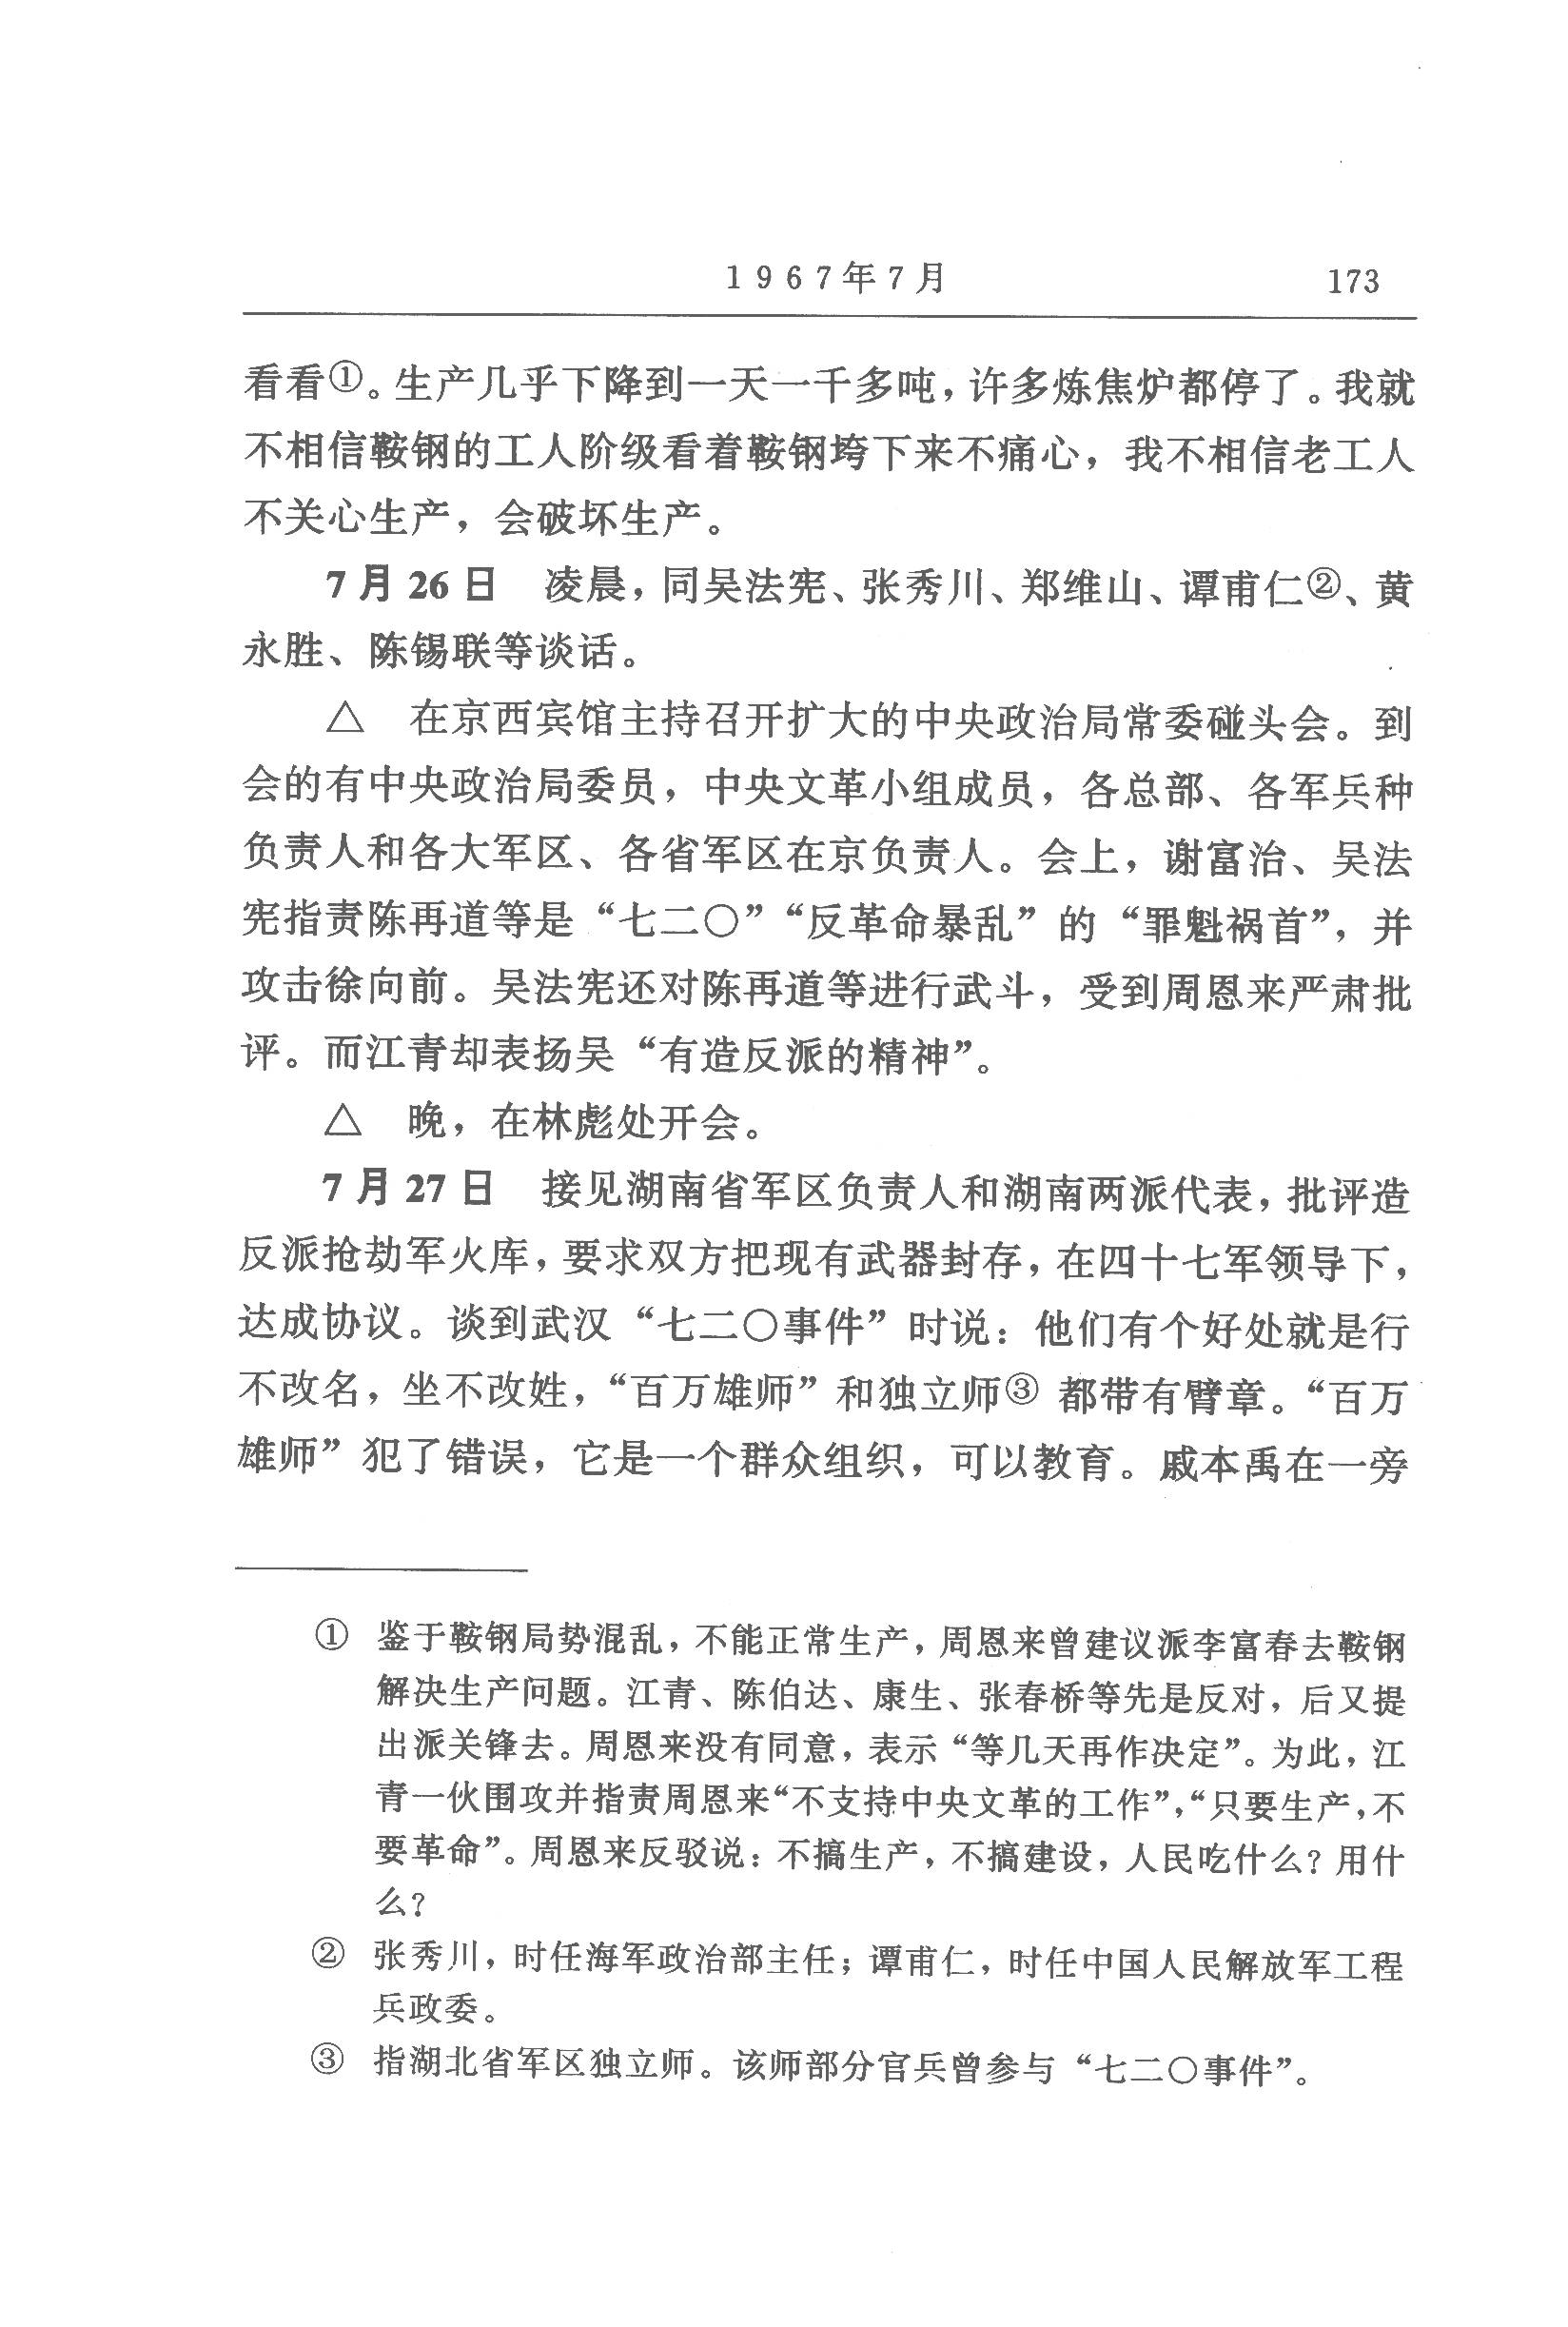 1967年7月 173
看看①。生产几乎下降到一天一千多吨，许多炼焦炉都停了。我就
不相信鞍钢的工人阶级看着鞍钢垮下来不痛心，我不相信老工人
不关心生产，会破坏生产。
7月26日 凌晨，同吴法宪、张秀川、郑维山、谭甫仁②、黄
永胜、陈锡联等谈话。
△ 在京西宾馆主持召开扩大的中央政治局常委碰头会。到
会的有中央政治局委员，中央文革小组成员，各总部、各军兵种
负责人和各大军区、各省军区在京负责人。会上，谢富治、吴法
宪指责陈再道等是“七二〇”“反革命暴乱”的“罪魁祸首”，并
攻击徐向前。吴法宪还对陈再道等进行武斗，受到周恩来严肃批
评。而江青却表扬吴“有造反派的精神”。
△ 晚，在林彪处开会。
7月27日 接见湖南省军区负责人和湖南两派代表，批评造
反派抢劫军火库，要求双方把现有武器封存，在四十七军领导下，
达成协议。谈到武汉“七二〇事件”时说：他们有个好处就是行
不改名，坐不改姓，“百万雄师”和独立师③都带有臂章。“百万
雄师”犯了错误，它是一个群众组织，可以教育。戚本禹在一旁
① 鉴于鞍钢局势混乱，不能正常生产，周恩来曾建议派李富春去鞍钢
解决生产问题。江青、陈伯达、康生、张春桥等先是反对，后又提
出派关锋去。周恩来没有同意，表示“等几天再作决定”。为此，江
青一伙围攻并指责周恩来“不支持中央文革的工作”，“只要生产，不
要革命”。周恩来反驳说：不搞生产，不搞建设，人民吃什么？用什
么？
② 张秀川，时任海军政治部主任；谭甫仁，时任中国人民解放军工程
兵政委。
③ 指湖北省军区独立师。该师部分官兵曾参与“七二〇事件”。